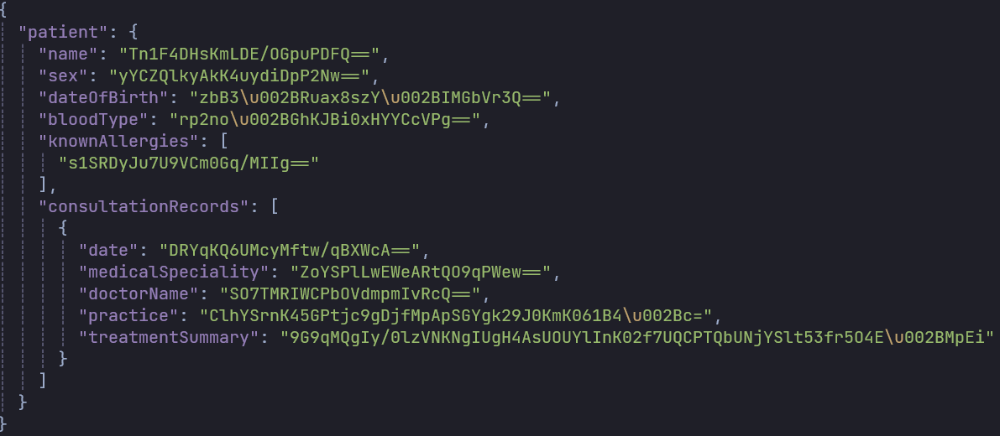 {
"patient": {
"name": "Tn1F4DHsKmLDE/OGpuPDFQ==",
"sex": "yYCZQlkyAkK4uydiDpP2Nw==",
"dateOfBirth": "zbB3\u002BRuax8szY\u002BIMGbVr3Q==",
"bloodType": "rp2no\u002BGhKJBi0xHYYCcVPg==",
"knownAllergies": [
"s1SRDyJu7U9VCm0Gq/MIIg=="
],
"consultationRecords": [
{
"date": "DRYqKQ6UMcyMftw/qBXWcA==",
"medicalSpeciality": "ZoYSPlLwEWeARtQO9qPWew==",
"doctorName": "SO7TMRIWCPbOVdmpmIvRcQ==",
"practice": "ClhYSrnK45GPtjc9gDjfMpApSGYgk29J0KmK061B4\u002Bc=",
"treatmentSummary": "9G9qMQgIy/0lzVNKNgIUgH4AsUOUYlInK02f7UQCPTQbUNjYSlt53fr5O4E\u002BMpEi"
}
]
}
}